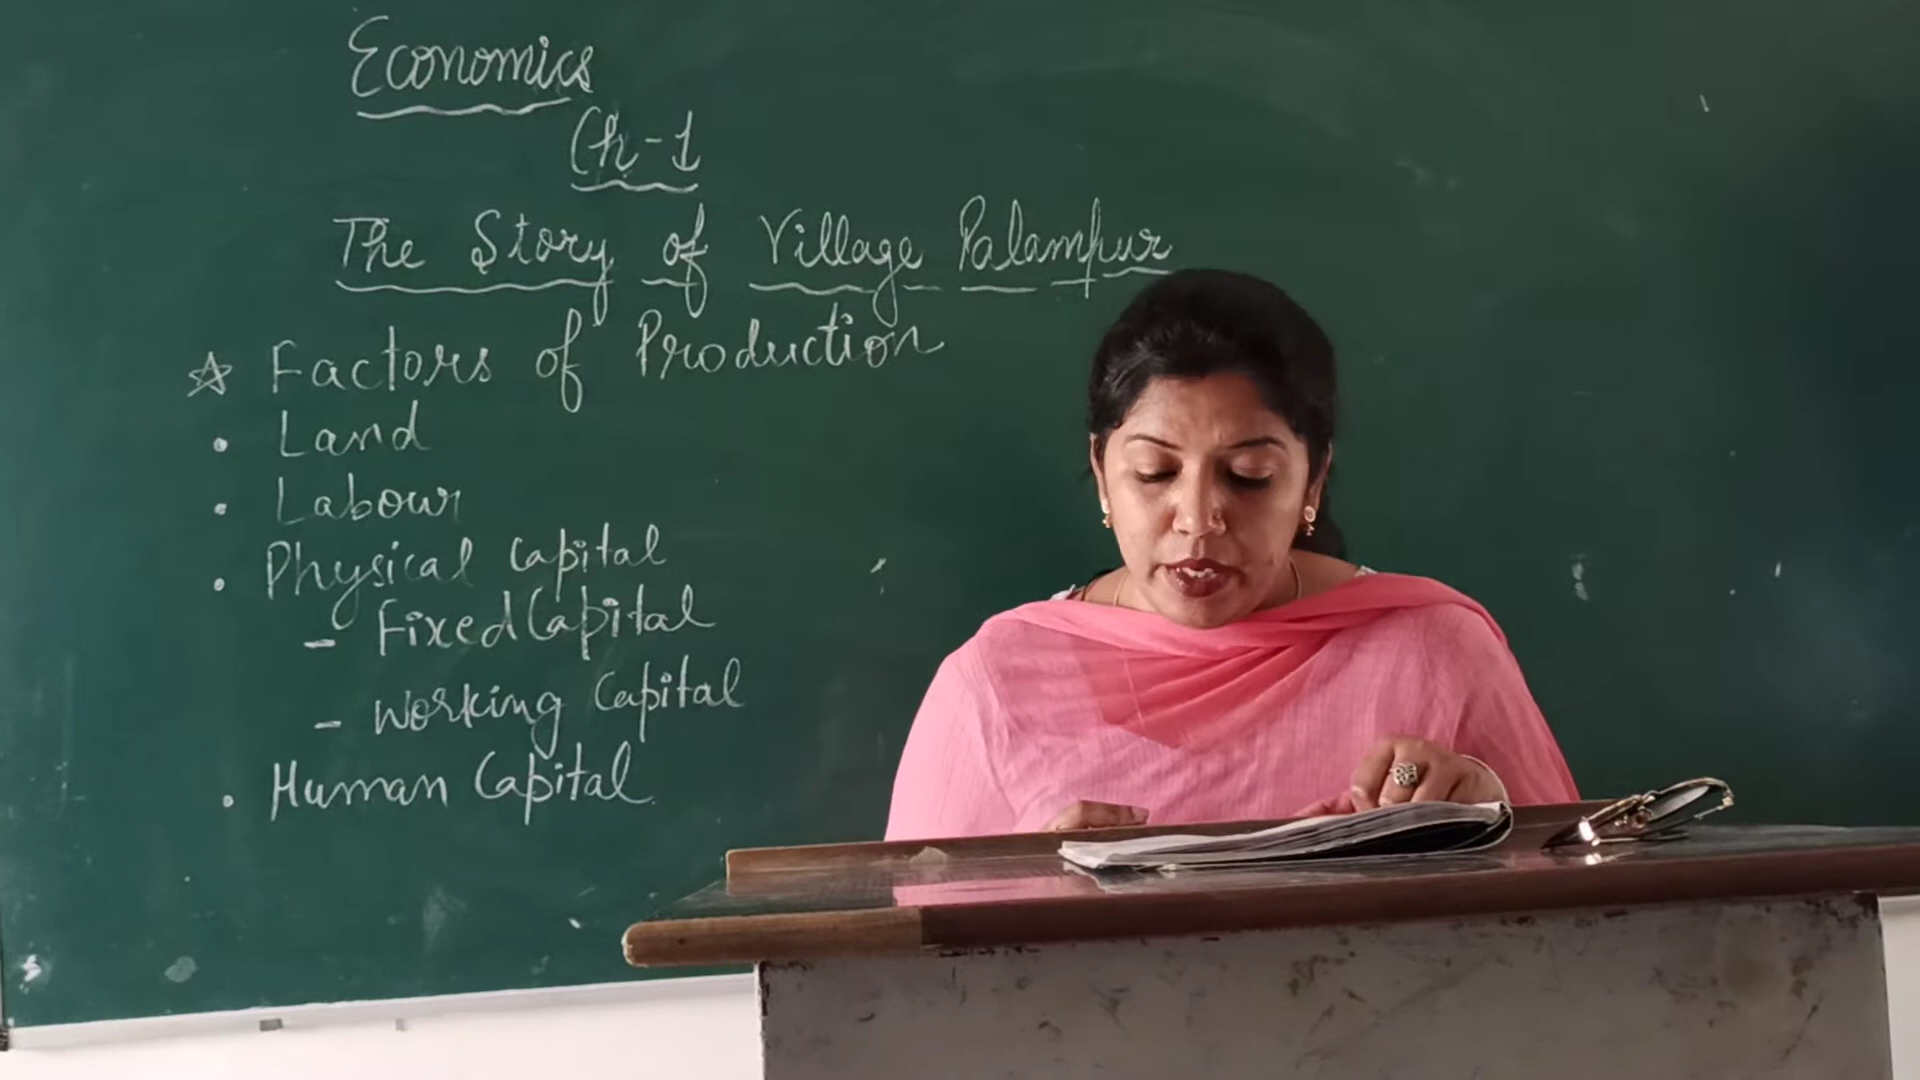 Economics
Ch-1
The Story of Village Palampur
☆ Factors of Production
• Land
• Labour
• Physical Capital
- Fixed Capital
- Working Capital
• Human Capital